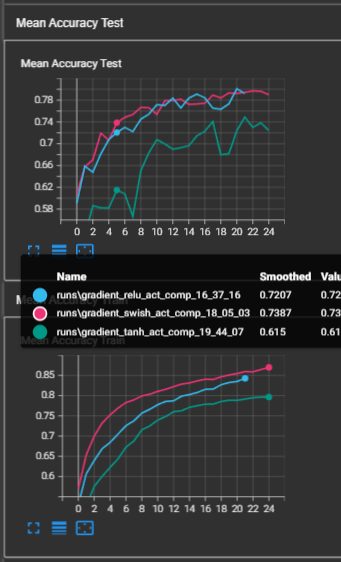 Mean Accuracy Test
Mean Accuracy Test
0.78
0.74
0.7
0.66
0.62
0.58
0 2 4 6 8 10 12 14 16 18 20 22 24
Name Smoothed Valu
runs\gradient_relu_act_comp_16_37_16 0.7207 0.72
runs\gradient_swish_act_comp_18_05_03 0.7387 0.73
runs\gradient_tanh_act_comp_19_44_07 0.615 0.61
Mean Accuracy Train
0.85
0.8
0.75
0.7
0.65
0.6
0 2 4 6 8 10 12 14 16 18 20 22 24